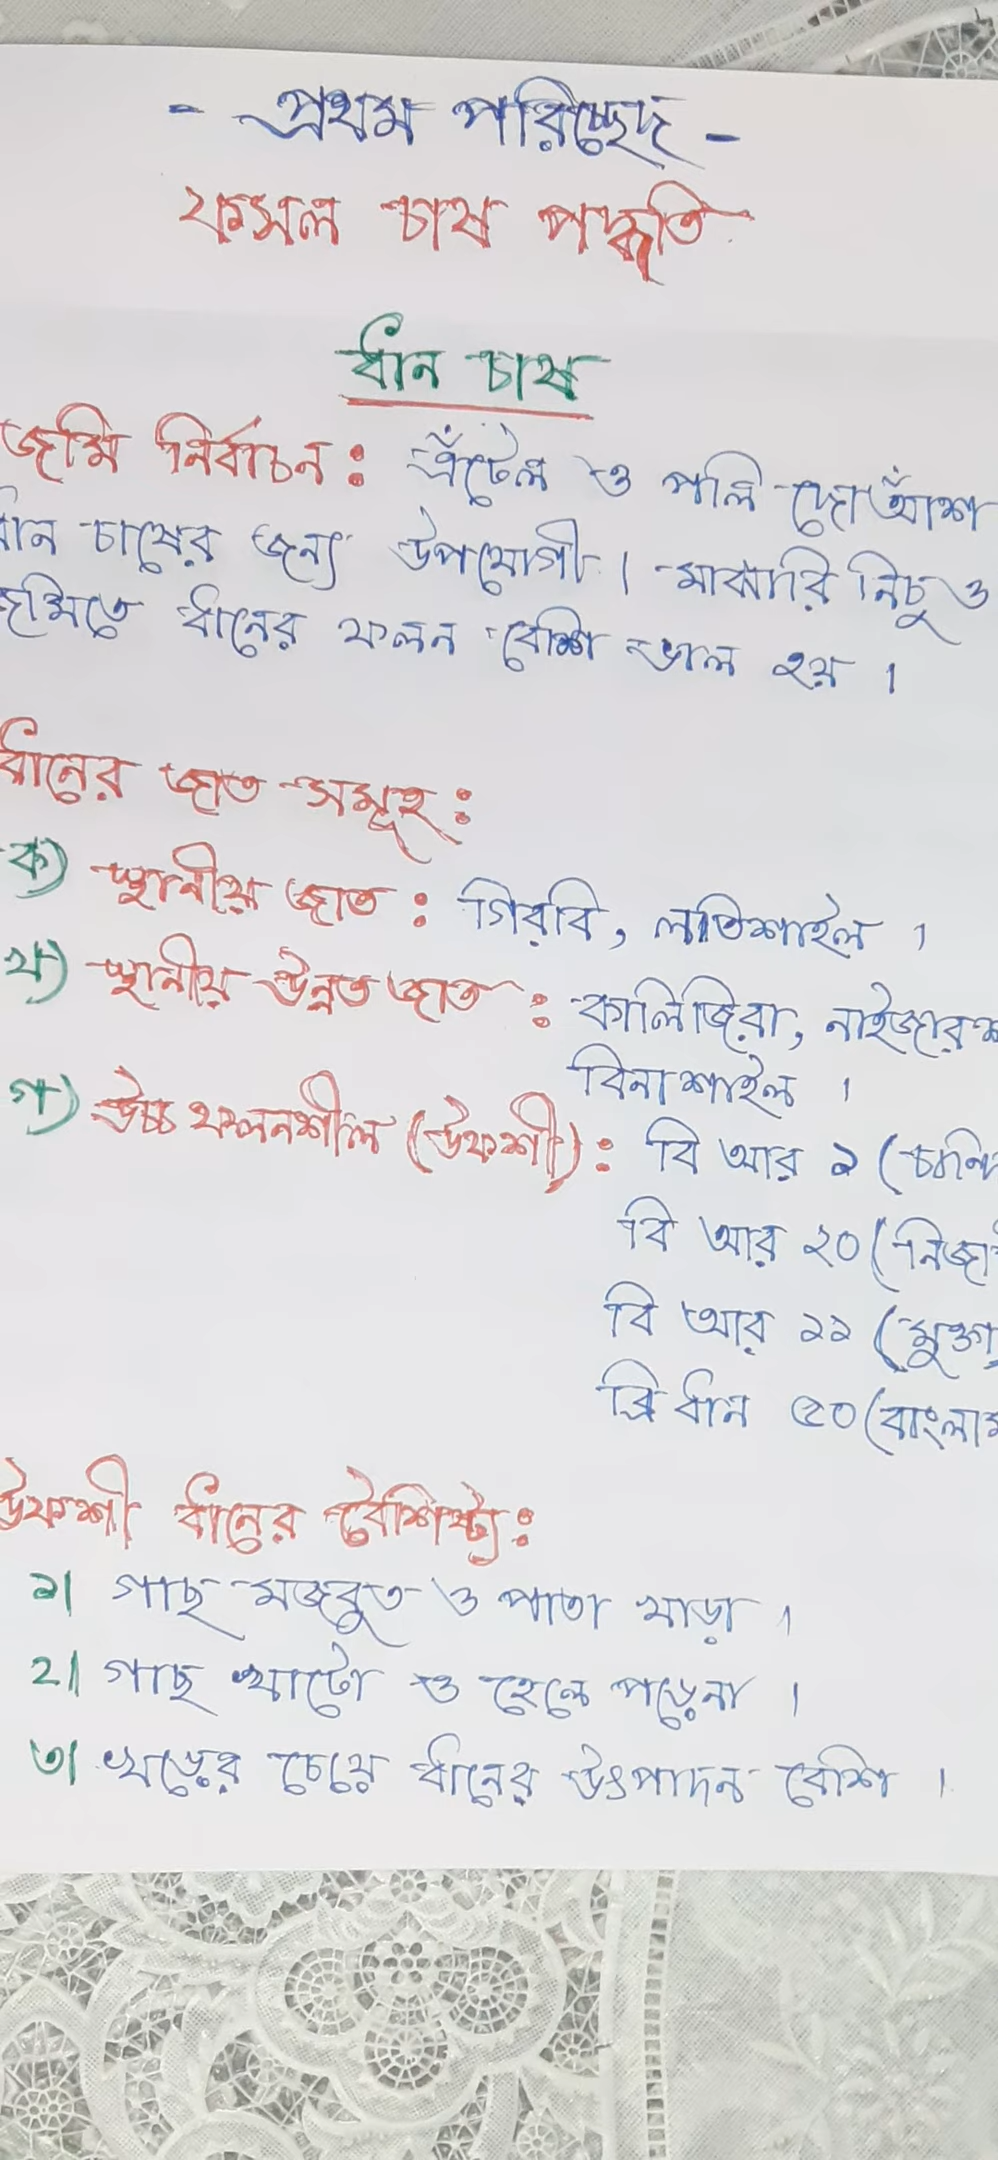 - প্রথম পরিচ্ছেদ -
ফসল চাষ পদ্ধতি
ধান চাষ
জমি নির্বাচন : এঁটেল ও পলি দোআঁশ
ধান চাষের জন্য উপযোগী । মাঝারি নিচু ও
জমিতে ধানের ফলন বেশি ভাল হয় ।
ধানের জাত সমূহ :
ক) স্থানীয় জাত : গিরবি, লতিশাইল ।
খ) স্থানীয় উন্নত জাত : কালিজিরা, নাইজারশ
বিনাশাইল ।
গ) উচ্চ ফলনশীল (উফশী) : বি আর ১ (চান্দি
বি আর ২০ (নিজা
বি আর ১১ (মুক্তা)
ব্রি ধান ৫০ (বাংলাম
উফশী ধানের বৈশিষ্ট্য :
১। গাছ মজবুত ও পাতা খাড়া ।
২। গাছ খাটো ও হেলে পড়েনা ।
৩। খড়ের চেয়ে ধানের উৎপাদন বেশি ।